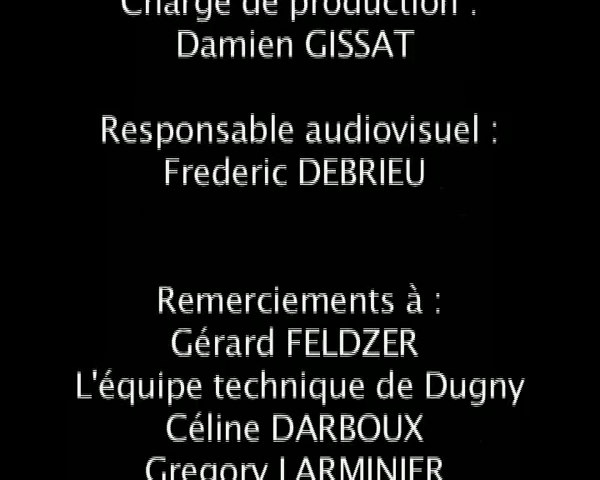 Chargé de production :
Damien GISSAT
Responsable audiovisuel :
Frederic DEBRIEU
Remerciements à :
Gérard FELDZER
L'équipe technique de Dugny
Céline DARBOUX
Gregory LARMINIER